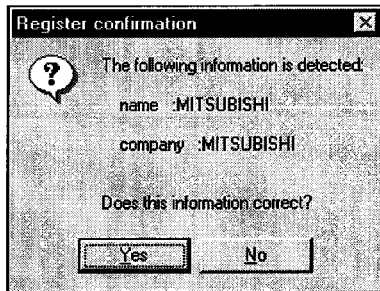 Register confirmation
The following information is detected:
name :MITSUBISHI
company :MITSUBISHI
Does this information correct?
Yes No